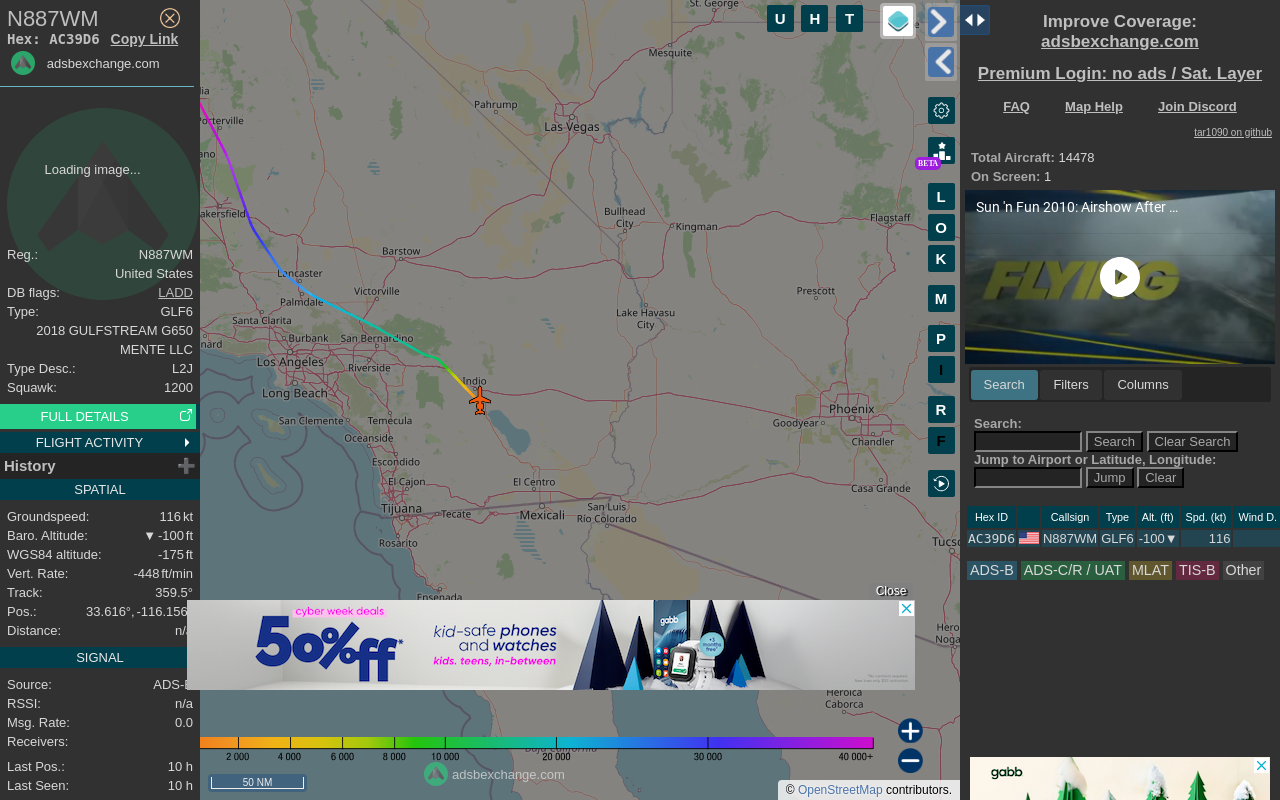 N887WM
Hex: AC39D6 Copy Link
adsbexchange.com
Loading image...
Reg.: N887WM
United States
DB flags: LADD
Type: GLF6
2018 GULFSTREAM G650
MENTE LLC
Type Desc.: L2J
Squawk: 1200
FULL DETAILS
FLIGHT ACTIVITY
History
SPATIAL
Groundspeed: 116 kt
Baro. Altitude: ▼ -100 ft
WGS84 altitude: -175 ft
Vert. Rate: -448 ft/min
Track: 359.5°
Pos.: 33.616°, -116.156
Distance: n/
SIGNAL
Source: ADS-
RSSI: n/a
Msg. Rate: 0.0
Receivers:
Last Pos.: 10 h
Last Seen: 10 h
St. George
Mesquite
Pahrump
Las Vegas
lia
Porterville
ano
akersfield
Bullhead
City
Kingman
Flagstaff
Barstow
Lancaster
Victorville
Palmdale
Prescott
Santa Clarita
Lake Havasu
City
nard
Burbank
San Bernardino
Los Angeles
Riverside
Indio
Long Beach
Phoenix
San Clemente
Temecula
Goodyear
Oceanside
Chandler
Escondido
El Cajon
El Centro
Casa Grande
Tijuana
Tecate
Mexicali
San Luis
Río Colorado
Rosarito
Tucso
Ensenada
Hero
Noga
Heroica
Caborca
Baja California
U H T
BETA
L
O
K
M
P
I
R
F
Close
cyber week deals
50%off*
kid-safe phones
and watches
kids. teens, in-between
gabb
+3
months
free*
2 000 4 000 6 000 8 000 10 000 20 000 30 000 40 000+
50 NM
adsbexchange.com
© OpenStreetMap contributors.
Improve Coverage:
adsbexchange.com
Premium Login: no ads / Sat. Layer
FAQ Map Help Join Discord
tar1090 on github
Total Aircraft: 14478
On Screen: 1
Sun 'n Fun 2010: Airshow After ...
FLYING
Search Filters Columns
Search:
Search Clear Search
Jump to Airport or Latitude, Longitude:
Jump Clear
Hex ID Callsign Type Alt. (ft) Spd. (kt) Wind D.
AC39D6 N887WM GLF6 -100▼ 116
ADS-B ADS-C/R / UAT MLAT TIS-B Other
gabb